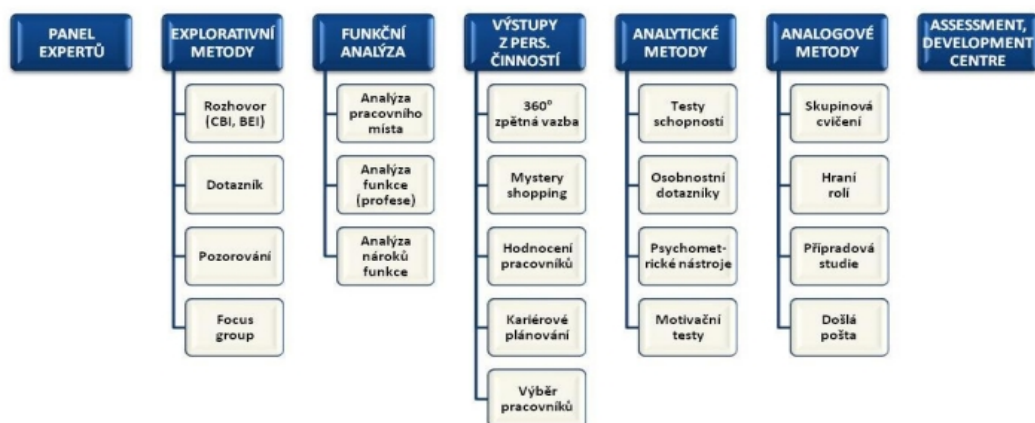 PANEL
EXPERTŮ
EXPLORATIVNÍ
METODY
Rozhovor
(CBI, BEI)
Dotazník
Pozorování
Focus
group
FUNKČNÍ
ANALÝZA
Analýza
pracovního
místa
Analýza
funkce
(profese)
Analýza
nároků
funkce
VÝSTUPY
Z PERS.
ČINNOSTÍ
360°
zpětná vazba
Mystery
shopping
Hodnocení
pracovníků
Kariérové
plánování
Výběr
pracovníků
ANALYTICKÉ
METODY
Testy
schopností
Osobnostní
dotazníky
Psychomet-
rické nástroje
Motivační
testy
ANALOGOVÉ
METODY
Skupinová
cvičení
Hraní
rolí
Přípradová
studie
Došlá
pošta
ASSESSMENT,
DEVELOPMENT
CENTRE